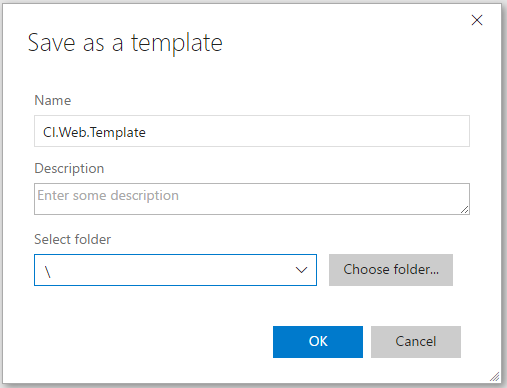 Save as a template
Name
CI.Web.Template
Description
Enter some description
Select folder
\
Choose folder...
OK
Cancel